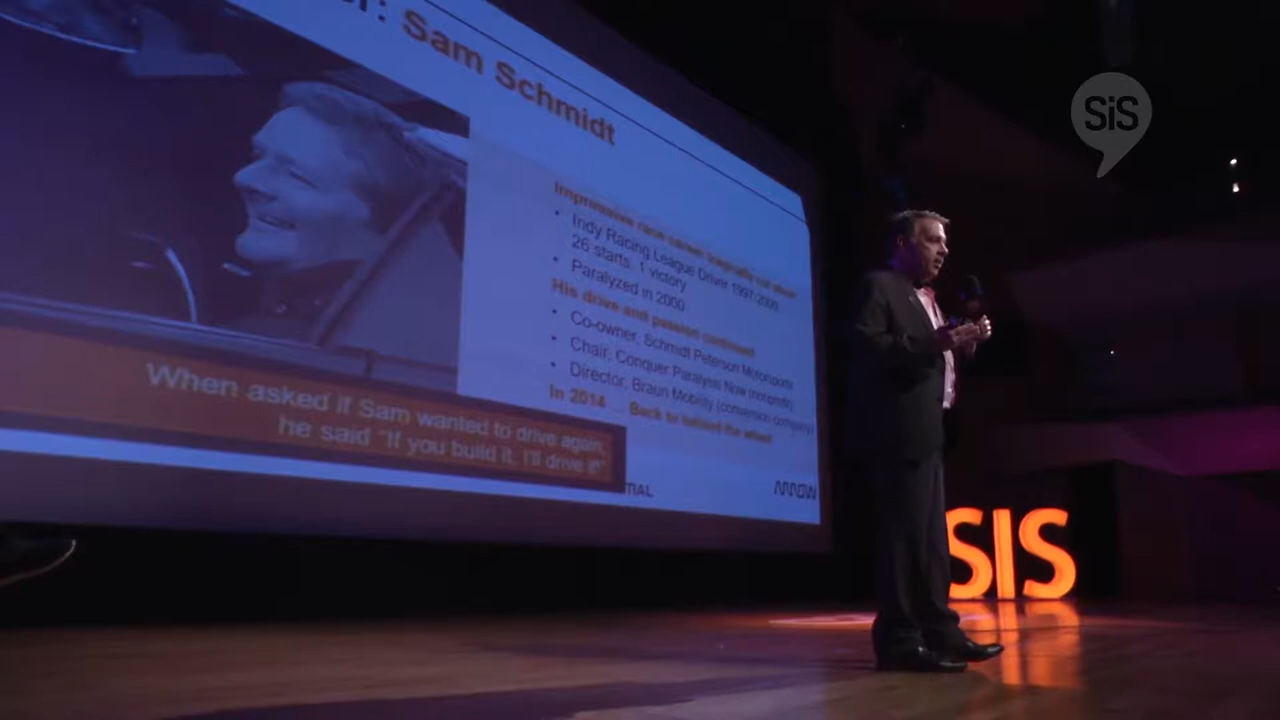 r: Sam Schmidt
SiS
Impressive race career tragically cut short
• Indy Racing League Driver 1997-2000,
26 starts, 1 victory
• Paralyzed in 2000
His drive and passion continued
• Co-owner, Schmidt Peterson Motorsports
• Chair, Conquer Paralysis Now (nonprofit)
• Director, Braun Mobility (conversion company)
In 2014 … Back to behind the wheel
When asked if Sam wanted to drive again,
he said "If you build it, I'll drive it"
TIAL
ARROW
SIS